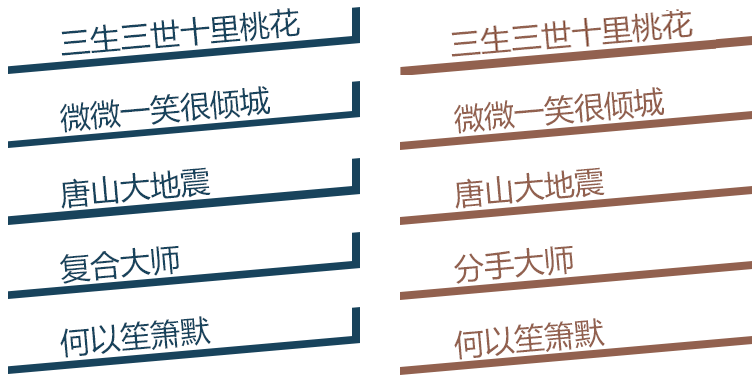 三生三世十里桃花
微微一笑很倾城
唐山大地震
复合大师
何以笙箫默
三生三世十里桃花
微微一笑很倾城
唐山大地震
分手大师
何以笙箫默